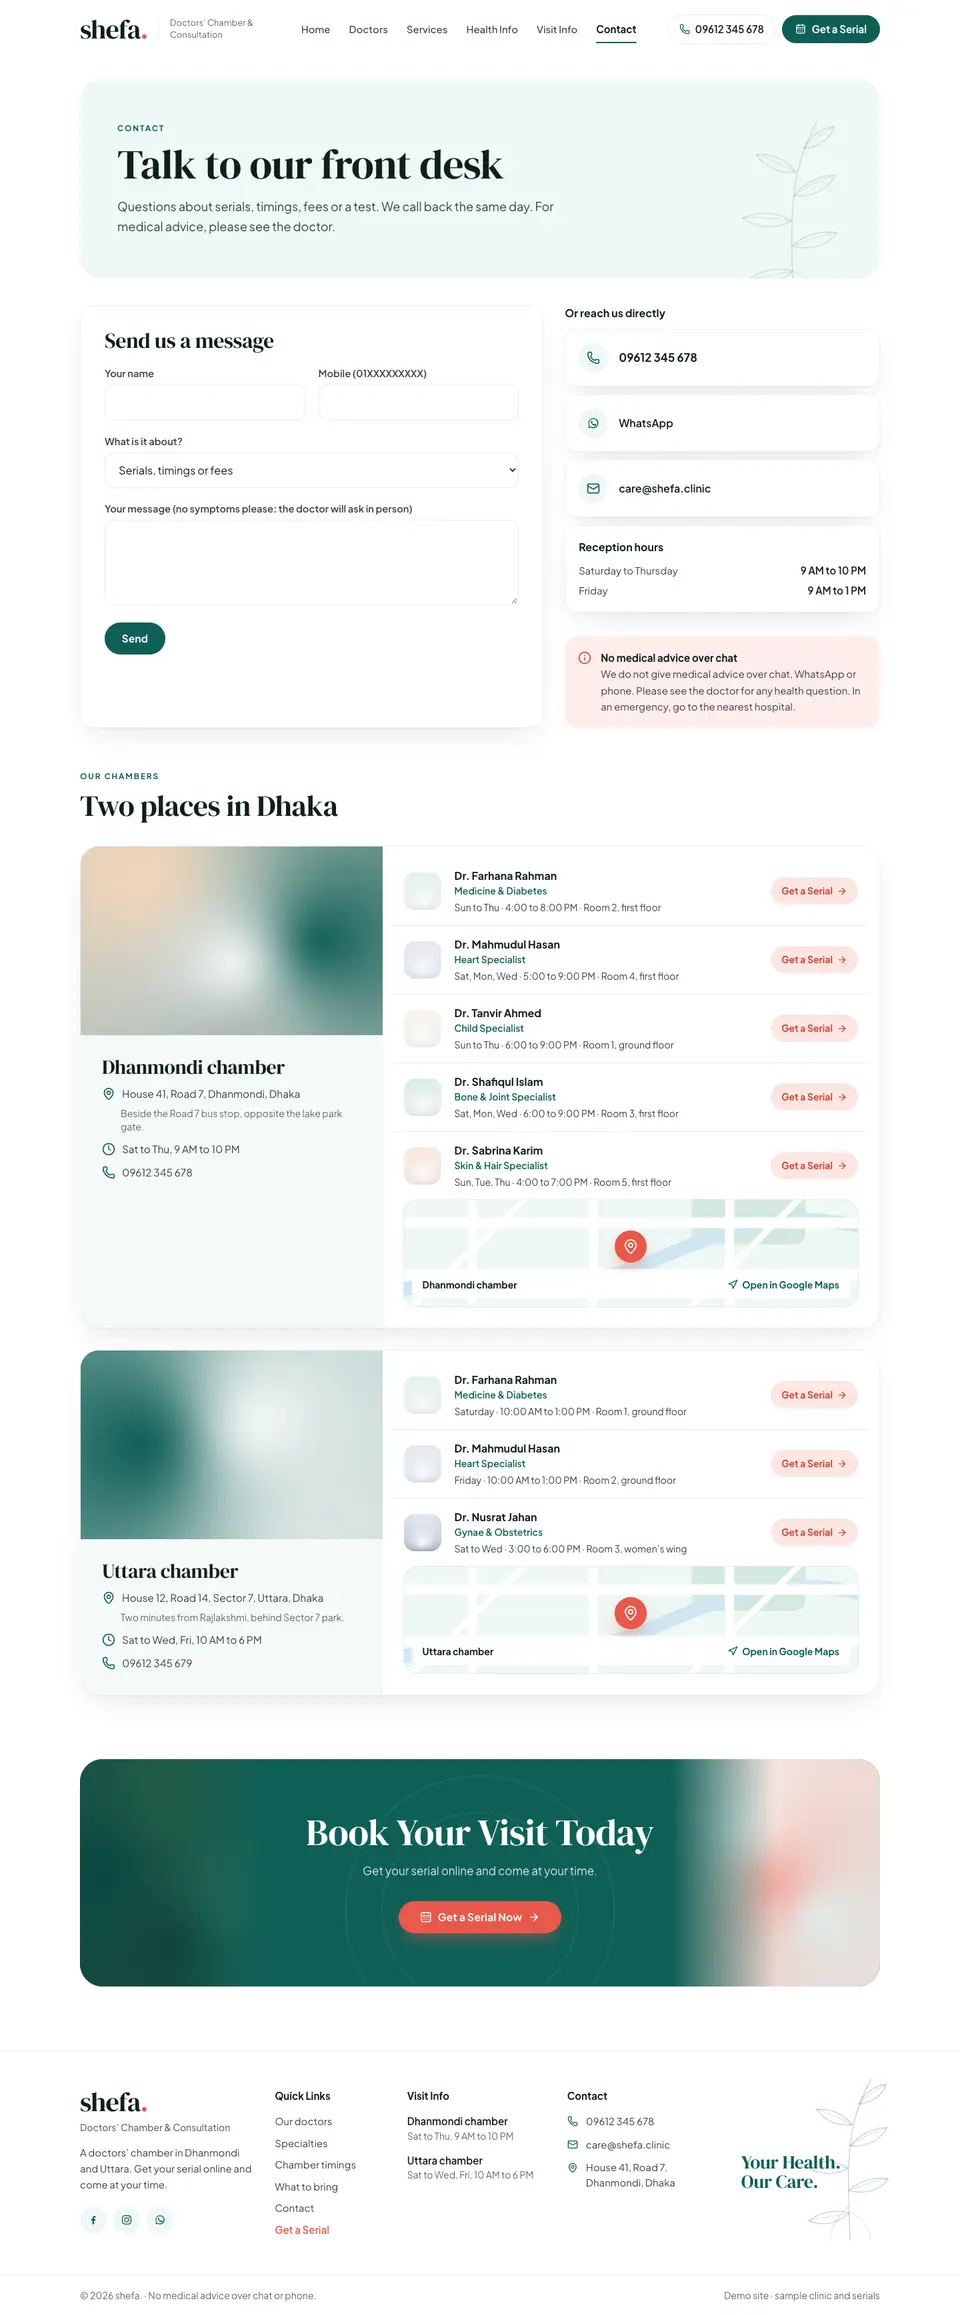 shefa.
Doctors' Chamber &
Consultation
Home
Doctors
Services
Health Info
Visit Info
Contact
09612 345 678
Get a Serial
CONTACT
Talk to our front desk
Questions about serials, timings, fees or a test. We call back the same day. For
medical advice, please see the doctor.
Send us a message
Your name
Mobile (01XXXXXXXXX)
What is it about?
Serials, timings or fees
Your message (no symptoms please: the doctor will ask in person)
Send
Or reach us directly
09612 345 678
WhatsApp
care@shefa.clinic
Reception hours
Saturday to Thursday
9 AM to 10 PM
Friday
9 AM to 1 PM
No medical advice over chat
We do not give medical advice over chat, WhatsApp or
phone. Please see the doctor for any health question. In
an emergency, go to the nearest hospital.
OUR CHAMBERS
Two places in Dhaka
Dhanmondi chamber
House 41, Road 7, Dhanmondi, Dhaka
Beside the Road 7 bus stop, opposite the lake park
gate.
Sat to Thu, 9 AM to 10 PM
09612 345 678
Dr. Farhana Rahman
Medicine & Diabetes
Sun to Thu · 4:00 to 8:00 PM · Room 2, first floor
Get a Serial
Dr. Mahmudul Hasan
Heart Specialist
Sat, Mon, Wed · 5:00 to 9:00 PM · Room 4, first floor
Get a Serial
Dr. Tanvir Ahmed
Child Specialist
Sun to Thu · 6:00 to 9:00 PM · Room 1, ground floor
Get a Serial
Dr. Shafiqul Islam
Bone & Joint Specialist
Sat, Mon, Wed · 6:00 to 9:00 PM · Room 3, first floor
Get a Serial
Dr. Sabrina Karim
Skin & Hair Specialist
Sun, Tue, Thu · 4:00 to 7:00 PM · Room 5, first floor
Get a Serial
Dhanmondi chamber
Open in Google Maps
Uttara chamber
House 12, Road 14, Sector 7, Uttara, Dhaka
Two minutes from Rajlakshmi, behind Sector 7 park.
Sat to Wed, Fri, 10 AM to 6 PM
09612 345 679
Dr. Farhana Rahman
Medicine & Diabetes
Saturday · 10:00 AM to 1:00 PM · Room 1, ground floor
Get a Serial
Dr. Mahmudul Hasan
Heart Specialist
Friday · 10:00 AM to 1:00 PM · Room 2, ground floor
Get a Serial
Dr. Nusrat Jahan
Gynae & Obstetrics
Sat to Wed · 3:00 to 6:00 PM · Room 3, women's wing
Get a Serial
Uttara chamber
Open in Google Maps
Book Your Visit Today
Get your serial online and come at your time.
Get a Serial Now
shefa.
Doctors' Chamber & Consultation
A doctors' chamber in Dhanmondi
and Uttara. Get your serial online and
come at your time.
Quick Links
Our doctors
Specialties
Chamber timings
What to bring
Contact
Get a Serial
Visit Info
Dhanmondi chamber
Sat to Thu, 9 AM to 10 PM
Uttara chamber
Sat to Wed, Fri, 10 AM to 6 PM
Contact
09612 345 678
care@shefa.clinic
House 41, Road 7,
Dhanmondi, Dhaka
Your Health.
Our Care.
© 2026 shefa. · No medical advice over chat or phone.
Demo site · sample clinic and serials